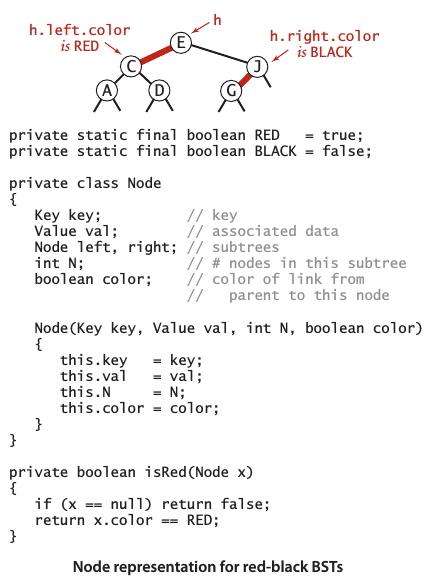 h
h.left.color
is RED
h.right.color
is BLACK
E
C
J
A
D
G
private static final boolean RED   = true;
private static final boolean BLACK = false;
private class Node
{
   Key key;          // key
   Value val;        // associated data
   Node left, right; // subtrees
   int N;            // # nodes in this subtree
   boolean color;    // color of link from
                     //   parent to this node
   Node(Key key, Value val, int N, boolean color)
   {
      this.key   = key;
      this.val   = val;
      this.N     = N;
      this.color = color;
   }
}
private boolean isRed(Node x)
{
   if (x == null) return false;
   return x.color == RED;
}
Node representation for red-black BSTs